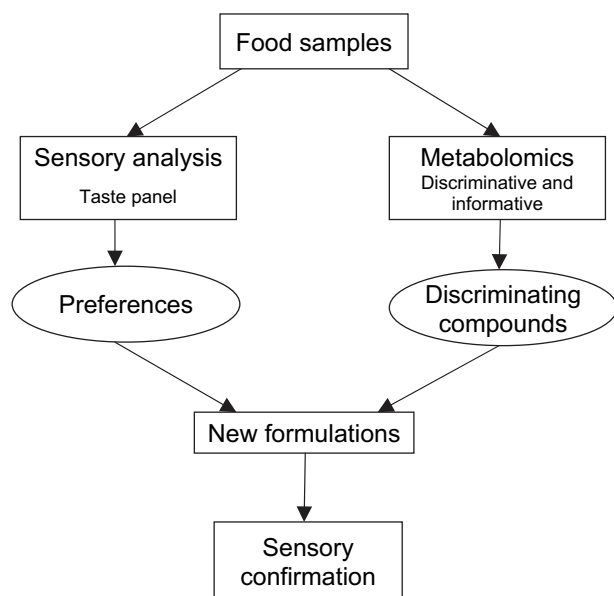 Food samples
Sensory analysis
Taste panel
Metabolomics
Discriminative and
informative
Preferences
Discriminating
compounds
New formulations
Sensory
confirmation